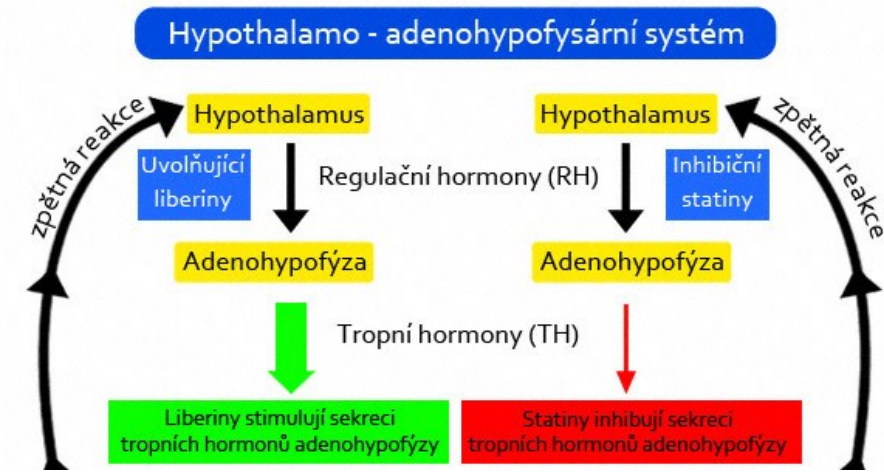 Hypothalamo - adenohypofysární systém
zpětná reakce
Hypothalamus
Hypothalamus
zpětná reakce
Uvolňující
liberiny
Regulační hormony (RH)
Inhibiční
statiny
Adenohypofýza
Adenohypofýza
Tropní hormony (TH)
Liberiny stimulují sekreci
tropních hormonů adenohypofýzy
Statiny inhibují sekreci
tropních hormonů adenohypofýzy